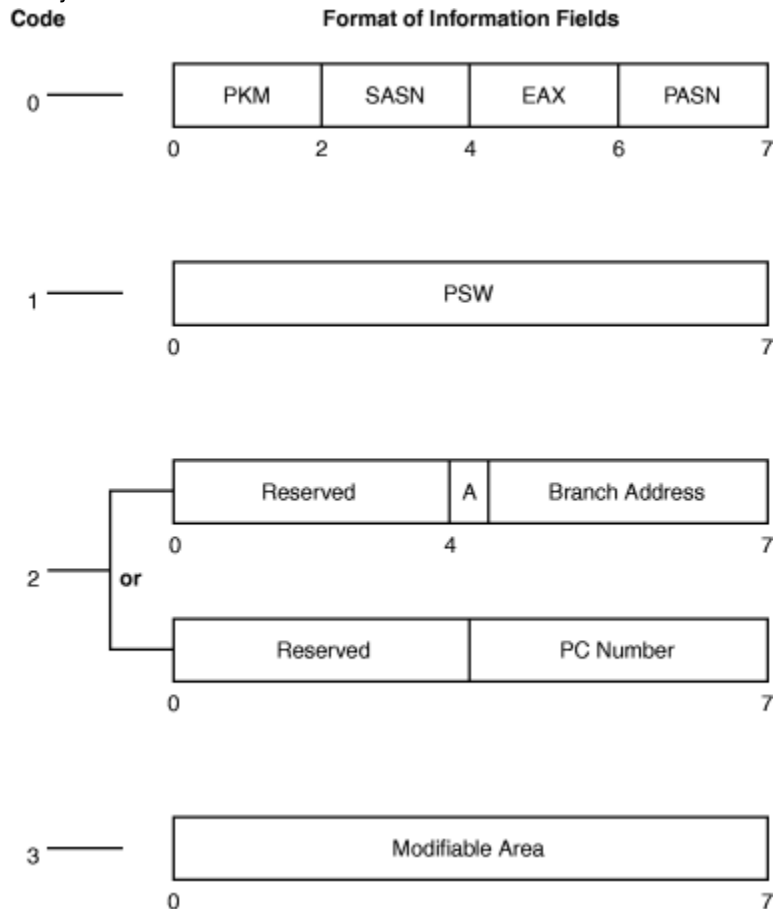 Code Format of Information Fields
0 PKM SASN EAX PASN
0 2 4 6 7
1 PSW
0 7
Reserved A Branch Address
0 4 7
2 or
Reserved PC Number
0 7
3 Modifiable Area
0 7